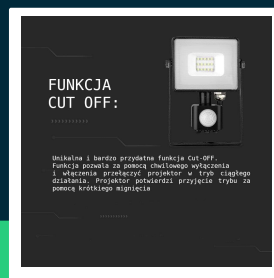 FUNKCJA
CUT OFF:
Unikalna i bardzo przydatna funkcja Cut-OFF.
Funkcja pozwala za pomocą chwilowego wyłączenia
i włączenia przełączyć projektor w tryb ciągłego
działania. Projektor potwierdzi przyjęcie trybu za
pomocą krótkiego mignięcia